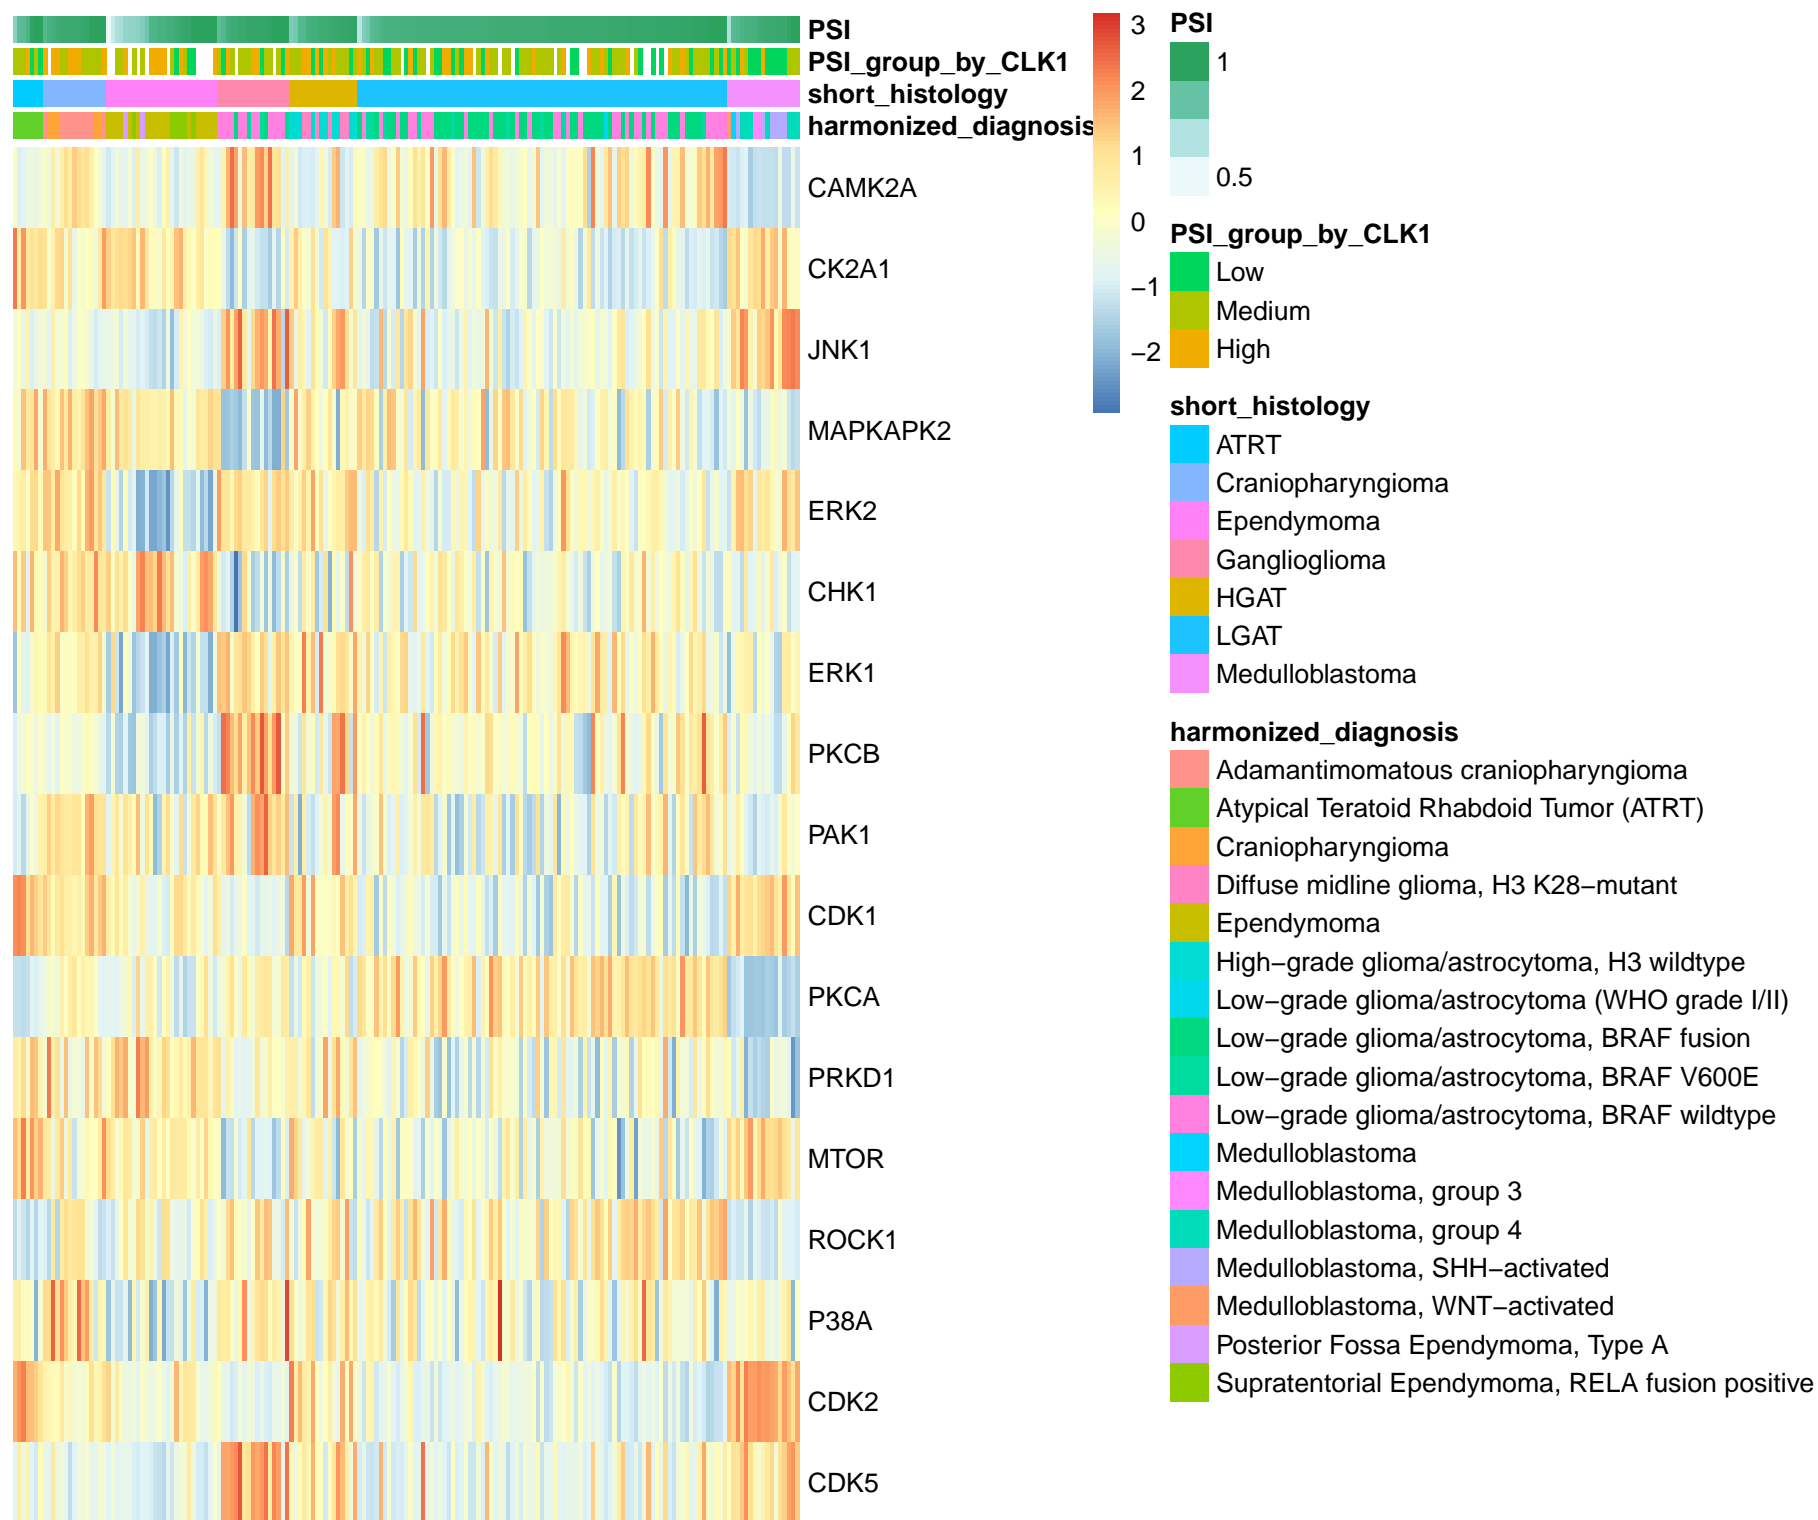 PSI
PSI_group_by_CLK1
short_histology
harmonized_diagnosis
CAMK2A
CK2A1
JNK1
MAPKAPK2
ERK2
CHK1
ERK1
PKCB
PAK1
CDK1
PKCA
PRKD1
MTOR
ROCK1
P38A
CDK2
CDK5
3
2
1
0
−1
−2
PSI
1
0.5
PSI_group_by_CLK1
Low
Medium
High
short_histology
ATRT
Craniopharyngioma
Ependymoma
Ganglioglioma
HGAT
LGAT
Medulloblastoma
harmonized_diagnosis
Adamantimomatous craniopharyngioma
Atypical Teratoid Rhabdoid Tumor (ATRT)
Craniopharyngioma
Diffuse midline glioma, H3 K28−mutant
Ependymoma
High−grade glioma/astrocytoma, H3 wildtype
Low−grade glioma/astrocytoma (WHO grade I/II)
Low−grade glioma/astrocytoma, BRAF fusion
Low−grade glioma/astrocytoma, BRAF V600E
Low−grade glioma/astrocytoma, BRAF wildtype
Medulloblastoma
Medulloblastoma, group 3
Medulloblastoma, group 4
Medulloblastoma, SHH−activated
Medulloblastoma, WNT−activated
Posterior Fossa Ependymoma, Type A
Supratentorial Ependymoma, RELA fusion positive